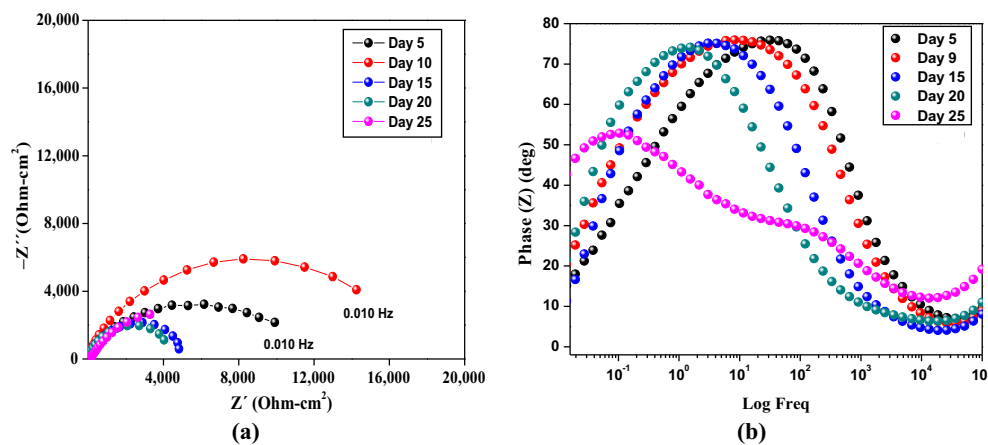 20,000
16,000
12,000
8,000
4,000
0
−Z´´(Ohm-cm²)
Day 5
Day 10
Day 15
Day 20
Day 25
0.010 Hz
0.010 Hz
4,000 8,000 12,000 16,000 20,000
Z´ (Ohm-cm²)
(a)
80
70
60
50
40
30
20
10
0
Phase (Z) (deg)
Day 5
Day 9
Day 15
Day 20
Day 25
10⁻¹ 10⁰ 10¹ 10² 10³ 10⁴ 10
Log Freq
(b)